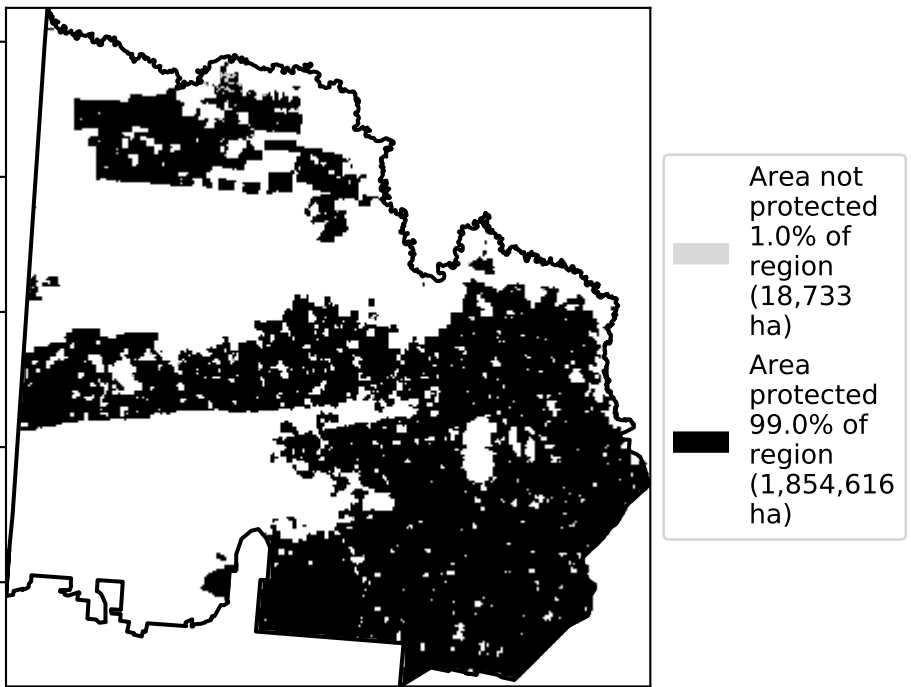 Area not
protected
1.0% of
region
(18,733
ha)
Area
protected
99.0% of
region
(1,854,616
ha)